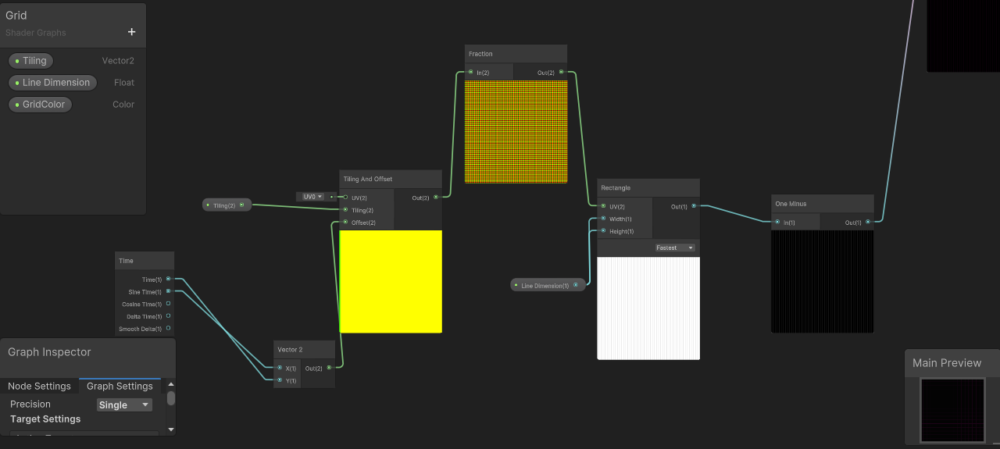 Grid
Shader Graphs
+
Tiling Vector2
Line Dimension Float
GridColor Color
Fraction
In(2) Out(2)
Tiling And Offset
UV0 UV(2) Out(2)
Tiling(2) Tiling(2)
Offset(2)
Rectangle
UV(2) Out(1)
Width(1)
Height(1)
Fastest
Line Dimension(1)
One Minus
In(1) Out(1)
Time
Time(1)
Sine Time(1)
Cosine Time(1)
Delta Time(1)
Smooth Delta(1)
Vector 2
X(1) Out(2)
Y(1)
Graph Inspector
Node Settings Graph Settings
Precision Single
Target Settings
Main Preview